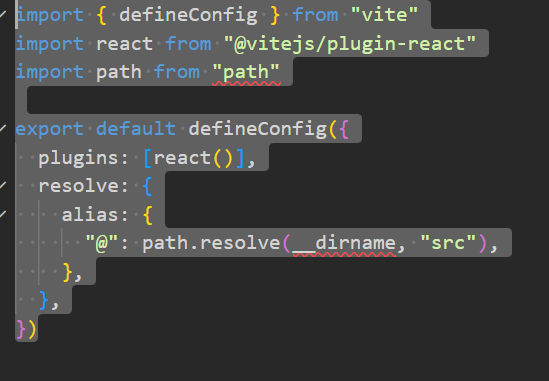 import { defineConfig } from "vite"
import react from "@vitejs/plugin-react"
import path from "path"
export default defineConfig({
  plugins: [react()],
  resolve: {
    alias: {
      "@": path.resolve(__dirname, "src"),
    },
  },
})